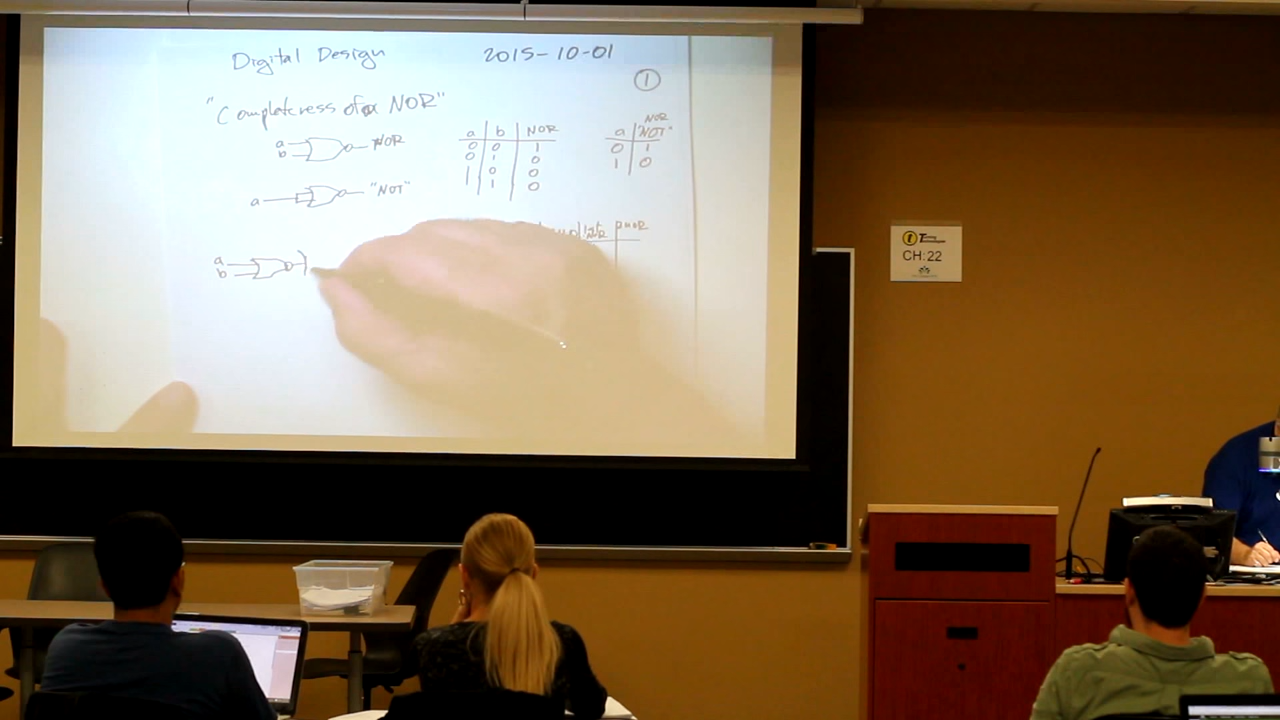 Digital Design 2015-10-01
①
"Completeness of a NOR"
a b NOR
a b NOR
0 0 1
0 1 0
1 0 0
1 1 0
a NOR "NOT"
0 1
1 0
a "NOT"
a b
CH:22